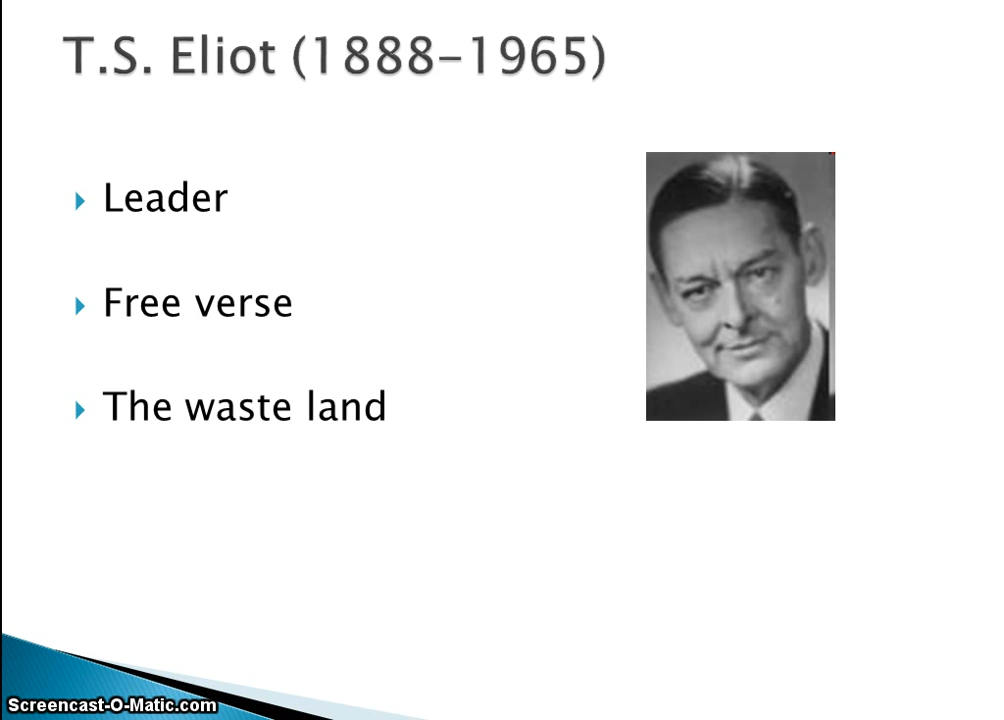 T.S. Eliot (1888–1965)
Leader
Free verse
The waste land
Screencast-O-Matic.com